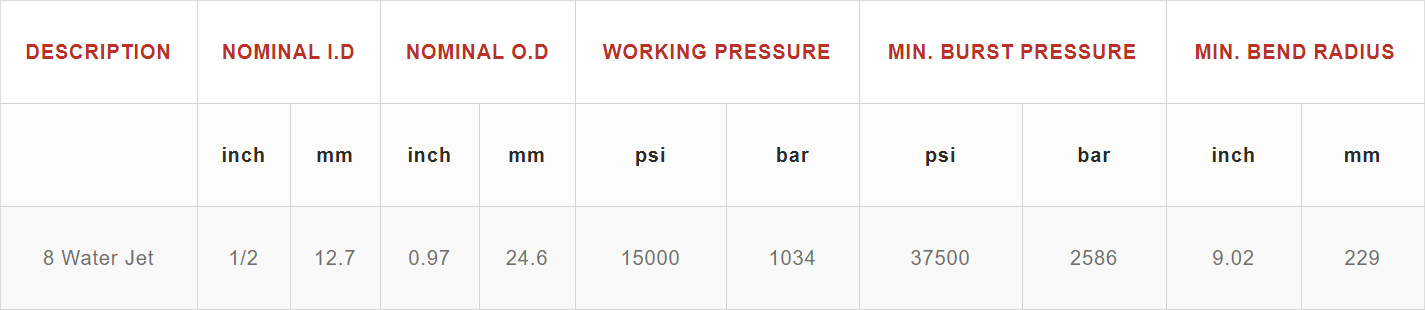 DESCRIPTION NOMINAL I.D NOMINAL O.D WORKING PRESSURE MIN. BURST PRESSURE MIN. BEND RADIUS
inch mm inch mm psi bar psi bar inch mm
8 Water Jet 1/2 12.7 0.97 24.6 15000 1034 37500 2586 9.02 229